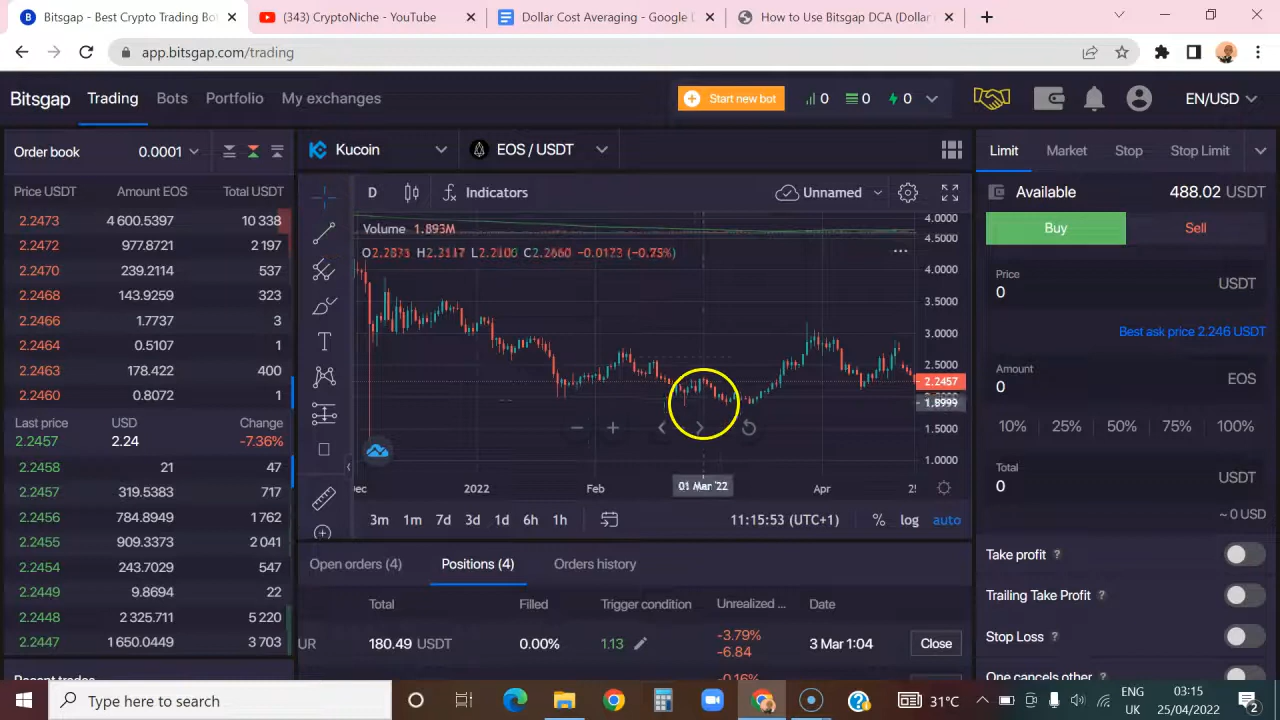 Bitsgap - Best Crypto Trading Bo
(343) CryptoNiche - YouTube
Dollar Cost Averaging - Google D
How to Use Bitsgap DCA (Dollar
app.bitsgap.com/trading
Bitsgap Trading Bots Portfolio My exchanges
Start new bot 0 0 0 EN/USD
Order book 0.0001
Price USDT Amount EOS Total USDT
2.2473 4 600.5397 10 338
2.2472 977.8721 2 197
2.2470 239.2114 537
2.2468 143.9259 323
2.2466 1.7737 3
2.2464 0.5107 1
2.2463 178.422 400
2.2460 0.8072 1
Last price USD Change
2.2457 2.24 -7.36%
2.2458 21 47
2.2457 319.5383 717
2.2456 784.8949 1 762
2.2455 909.3373 2 041
2.2454 243.7029 547
2.2449 9.8694 22
2.2448 2 325.711 5 220
2.2447 1 650.0449 3 703
Recent trades
Kucoin EOS / USDT
D Indicators Unnamed
Volume 1.893M
-0.0173 (-0.75%)
4.0000
4.5000
4.0000
3.5000
3.0000
2.5000
2.2457
1.8999
1.5000
1.0000
Dec 2022 Feb 01 Mar '22 Apr
3m 1m 7d 3d 1d 6h 1h 11:15:53 (UTC+1) % log auto
Open orders (4) Positions (4) Orders history
Total Filled Trigger condition Unrealized ... Date
UR 180.49 USDT 0.00% 1.13 -3.79% 3 Mar 1:04 Close
-6.84
-0.16%
Limit Market Stop Stop Limit
Available 488.02 USDT
Buy Sell
Price
0 USDT
Best ask price 2.246 USDT
Amount
0 EOS
10% 25% 50% 75% 100%
Total
0 USDT
~ 0 USD
Take profit ?
Trailing Take Profit ?
Stop Loss ?
One cancels other
Type here to search
31°C
ENG
UK
03:15
25/04/2022
2